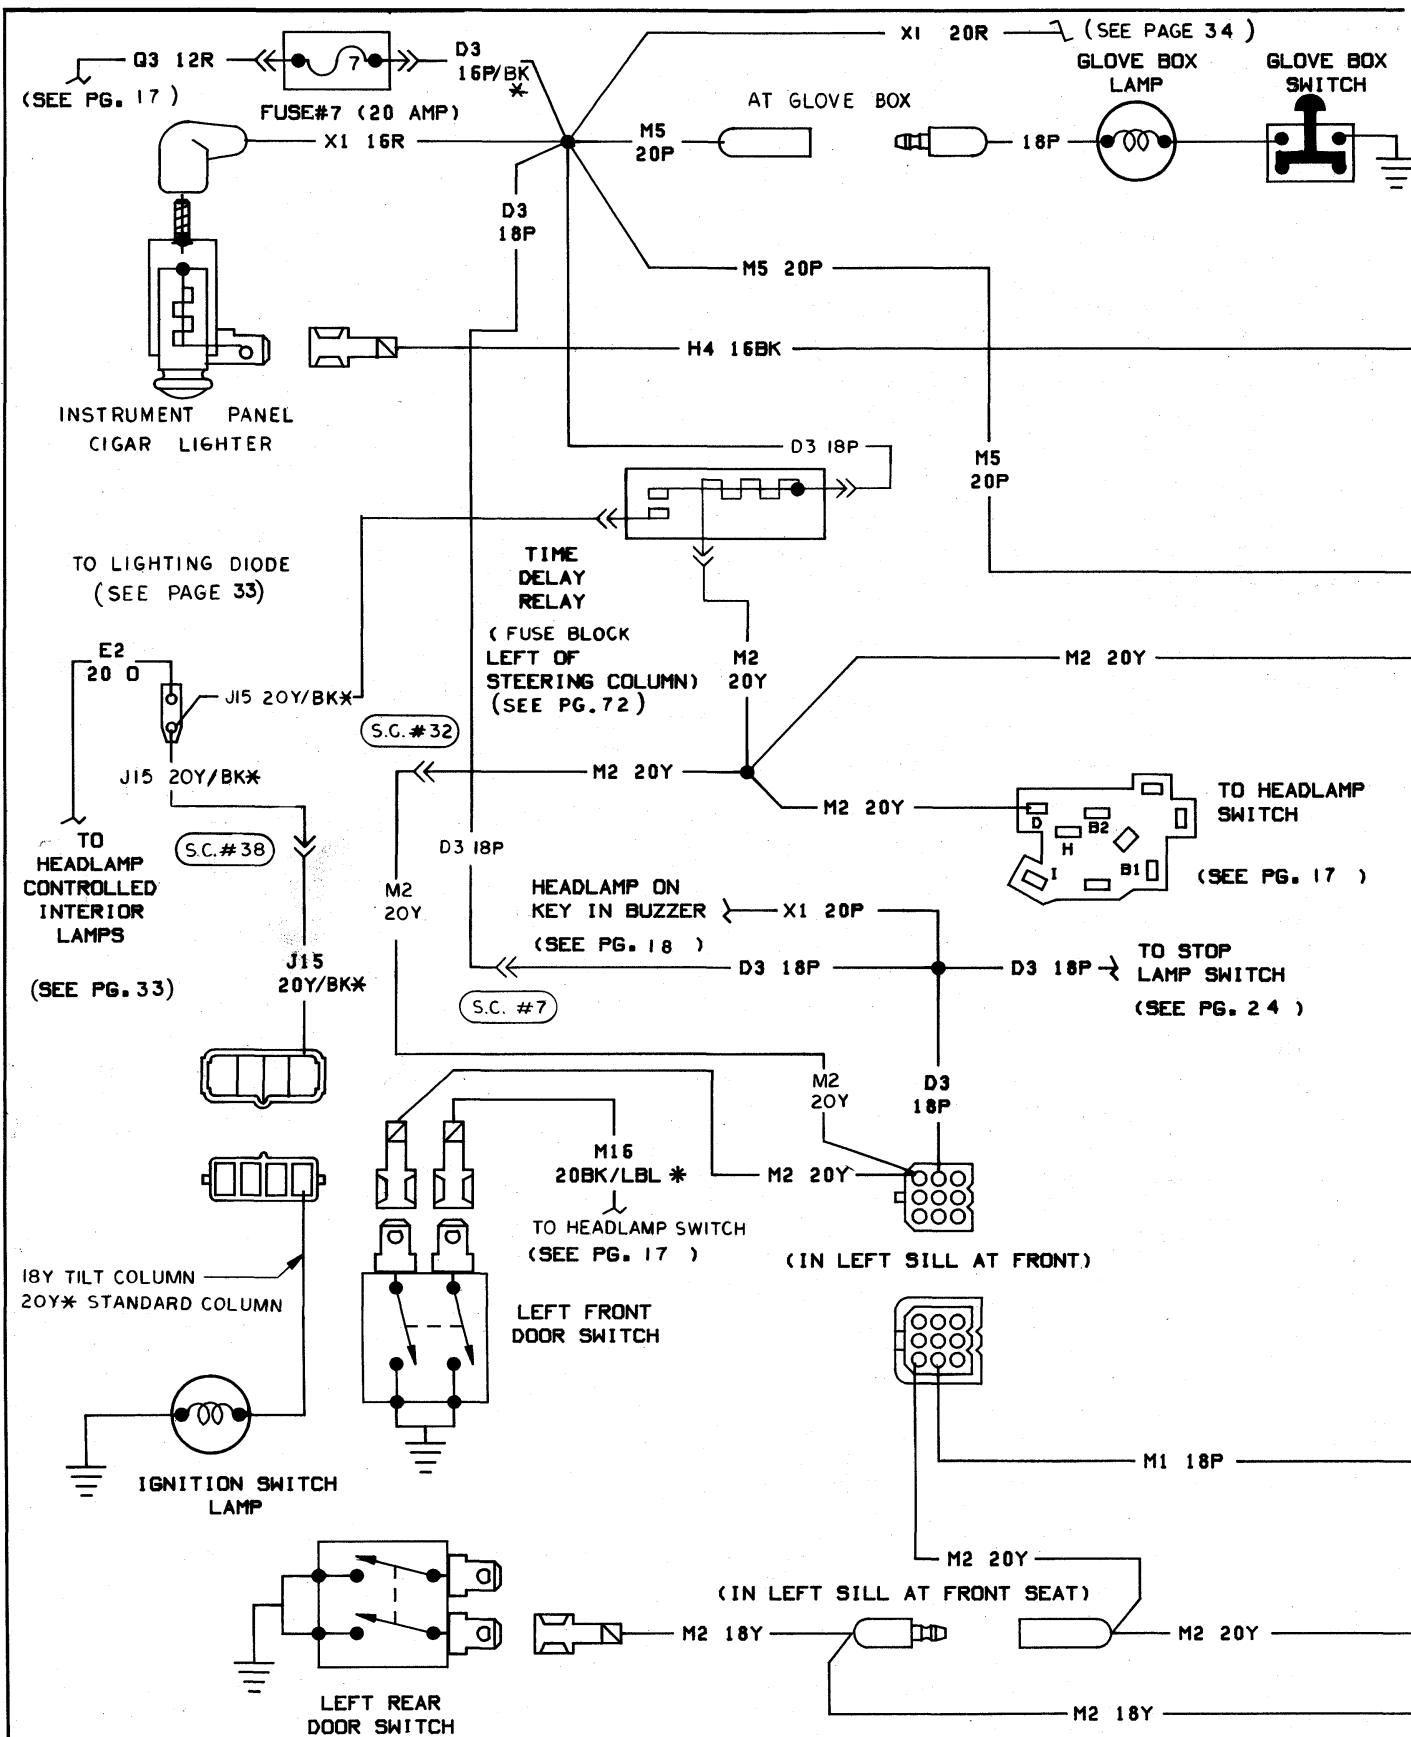 X1 20R
(SEE PAGE 34 )
Q3 12R
7
D3
16P/BK
*
(SEE PG. 17 )
FUSE#7 (20 AMP)
GLOVE BOX
LAMP
GLOVE BOX
SWITCH
AT GLOVE BOX
X1 16R
M5
20P
18P
D3
18P
M5 20P
H4 16BK
INSTRUMENT PANEL
CIGAR LIGHTER
D3 18P
M5
20P
TO LIGHTING DIODE
(SEE PAGE 33)
TIME
DELAY
RELAY
( FUSE BLOCK
LEFT OF
STEERING COLUMN)
(SEE PG.72)
E2
20 O
J15 20Y/BK*
S.C.#32
M2
20Y
M2 20Y
J15 20Y/BK*
M2 20Y
M2 20Y
TO HEADLAMP
SWITCH
D
B2
H
I
B1
(SEE PG. 17 )
TO
HEADLAMP
CONTROLLED
INTERIOR
LAMPS
(SEE PG.33)
S.C.#38
D3 18P
M2
20Y
HEADLAMP ON
KEY IN BUZZER
(SEE PG. 18 )
X1 20P
J15
20Y/BK*
D3 18P
D3 18P
TO STOP
LAMP SWITCH
(SEE PG. 24 )
S.C. #7
M2
20Y
D3
18P
M16
20BK/LBL *
M2 20Y
TO HEADLAMP SWITCH
(SEE PG. 17 )
(IN LEFT SILL AT FRONT)
18Y TILT COLUMN
20Y* STANDARD COLUMN
LEFT FRONT
DOOR SWITCH
IGNITION SWITCH
LAMP
M1 18P
M2 20Y
(IN LEFT SILL AT FRONT SEAT)
M2 18Y
M2 20Y
LEFT REAR
DOOR SWITCH
M2 18Y